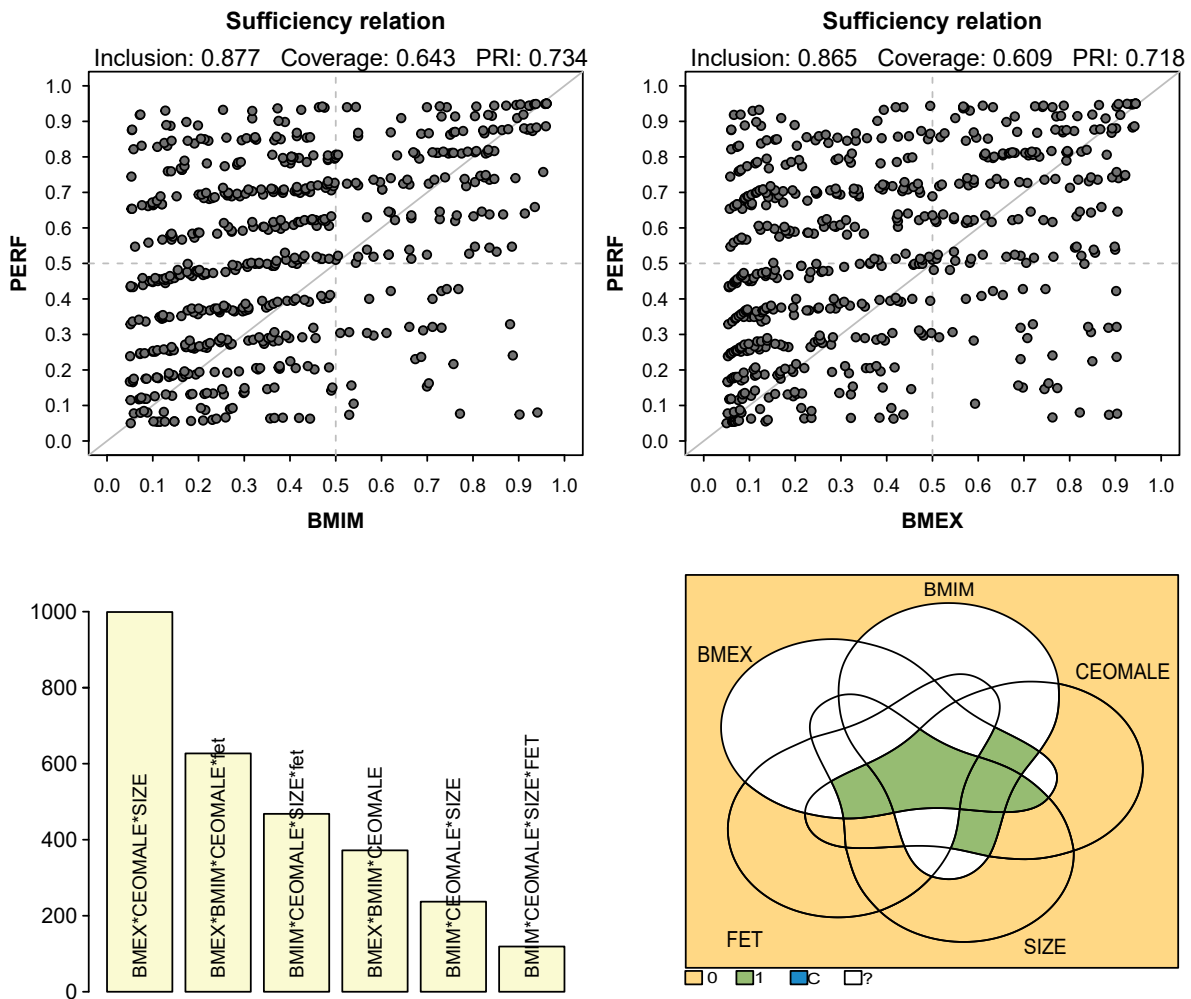 Sufficiency relation
Inclusion: 0.877 Coverage: 0.643 PRI: 0.734
1.0
0.9
0.8
0.7
0.6
0.5
0.4
0.3
0.2
0.1
0.0
PERF
0.0 0.1 0.2 0.3 0.4 0.5 0.6 0.7 0.8 0.9 1.0
BMIM
Sufficiency relation
Inclusion: 0.865 Coverage: 0.609 PRI: 0.718
1.0
0.9
0.8
0.7
0.6
0.5
0.4
0.3
0.2
0.1
0.0
PERF
0.0 0.1 0.2 0.3 0.4 0.5 0.6 0.7 0.8 0.9 1.0
BMEX
1000
800
600
400
200
0
BMEX*CEOMALE*SIZE
BMEX*BMIM*CEOMALE*fet
BMIM*CEOMALE*SIZE*fet
BMEX*BMIM*CEOMALE
BMIM*CEOMALE*SIZE
BMIM*CEOMALE*SIZE*FET
BMIM
BMEX
CEOMALE
FET
SIZE
0 1 C ?